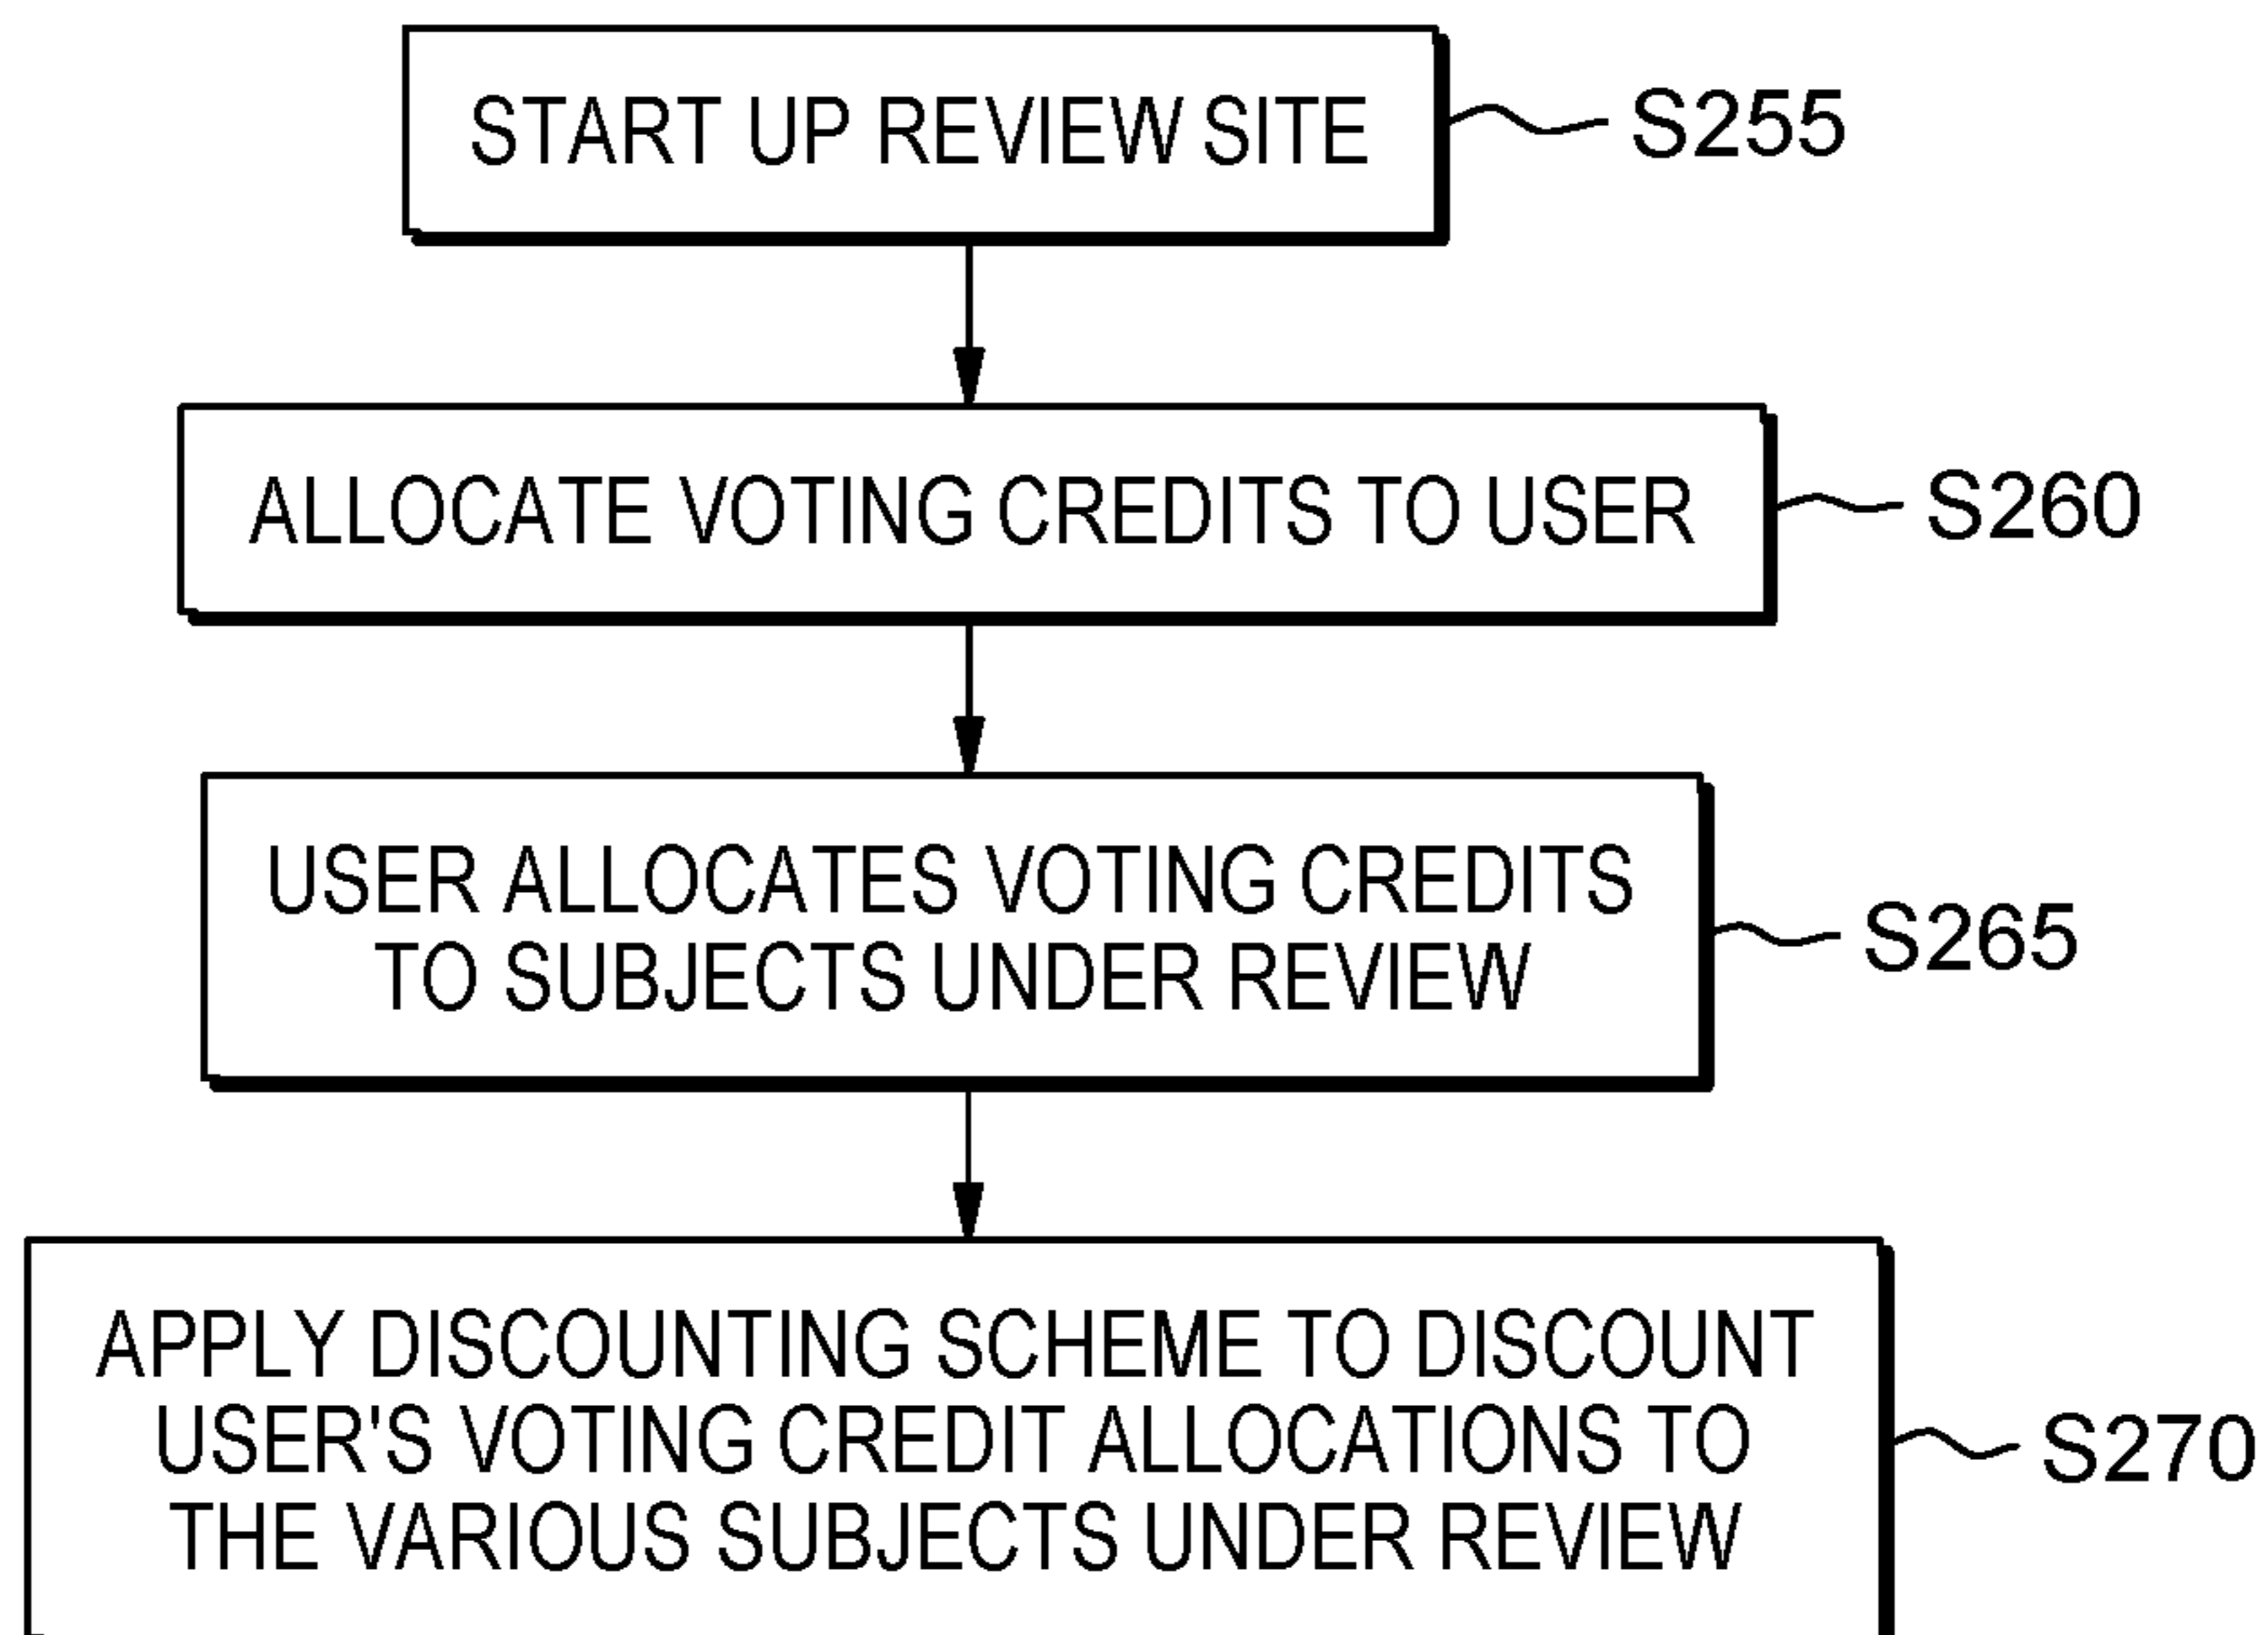 START UP REVIEW SITE
S255
ALLOCATE VOTING CREDITS TO USER
S260
USER ALLOCATES VOTING CREDITS
TO SUBJECTS UNDER REVIEW
S265
APPLY DISCOUNTING SCHEME TO DISCOUNT
USER'S VOTING CREDIT ALLOCATIONS TO
THE VARIOUS SUBJECTS UNDER REVIEW
S270